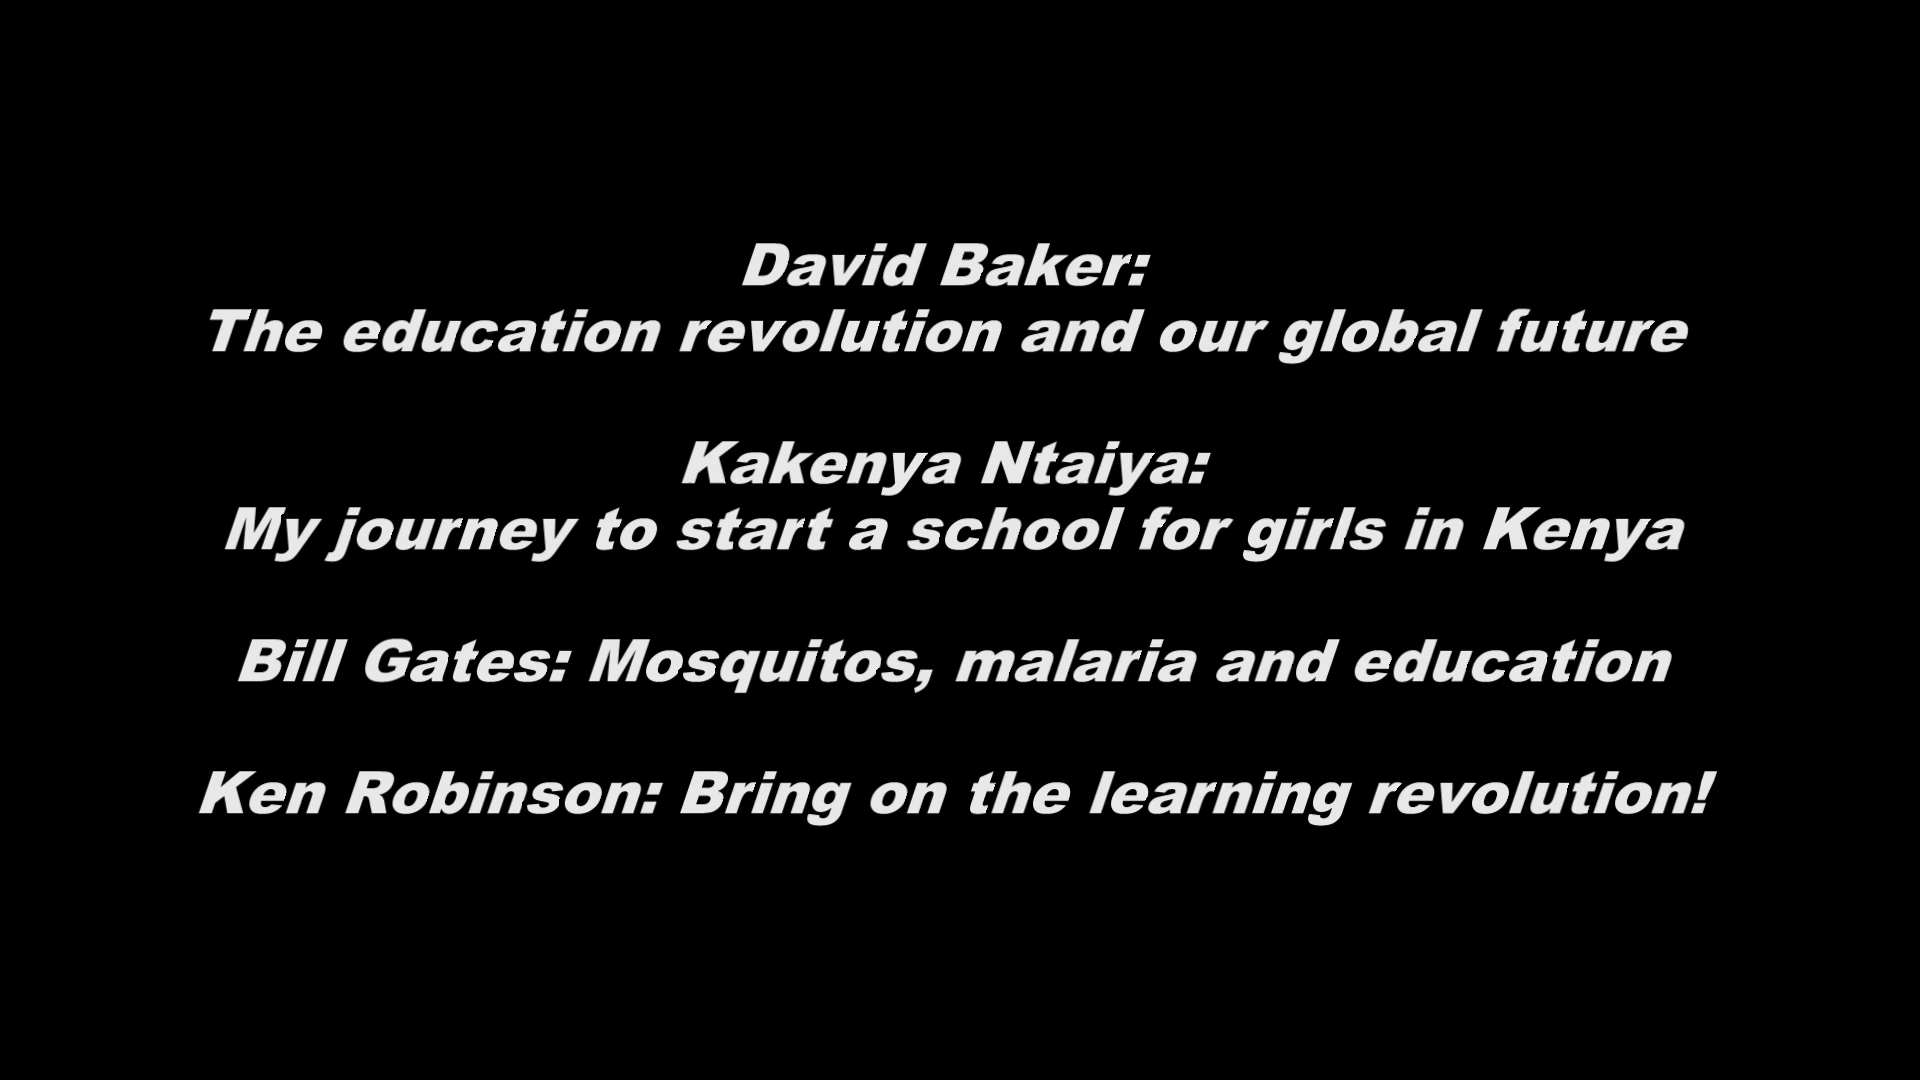 David Baker:
The education revolution and our global future
Kakenya Ntaiya:
My journey to start a school for girls in Kenya
Bill Gates: Mosquitos, malaria and education
Ken Robinson: Bring on the learning revolution!